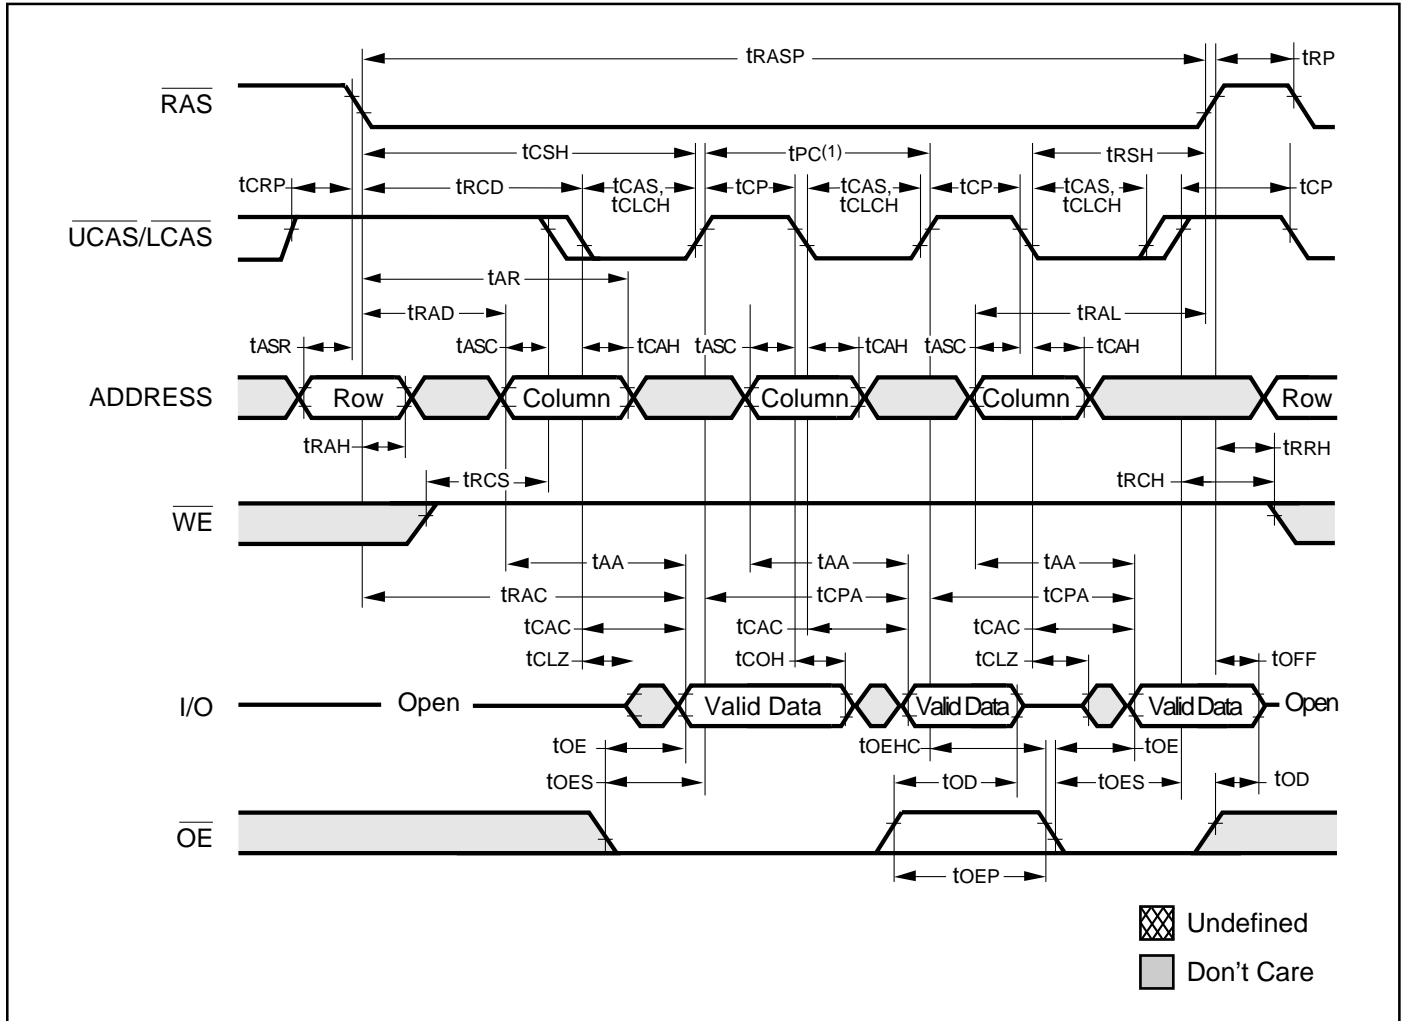 tRASP tRP
RAS
tCSH tPC(1) tRSH
tCRP tRCD tCAS, tCLCH tCP tCAS, tCLCH tCP tCAS, tCLCH tCP
UCAS/LCAS
tAR
tRAD tRAL
tASR tASC tCAH tASC tCAH tASC tCAH
ADDRESS Row Column Column Column Row
tRAH tRRH
tRCS tRCH
WE
tAA tAA tAA
tRAC tCPA tCPA
tCAC tCAC tCAC
tCLZ tCOH tCLZ tOFF
I/O Open Valid Data Valid Data Valid Data Open
tOE tOEHC tOE
tOES tOD tOES tOD
OE
tOEP
Undefined
Don't Care